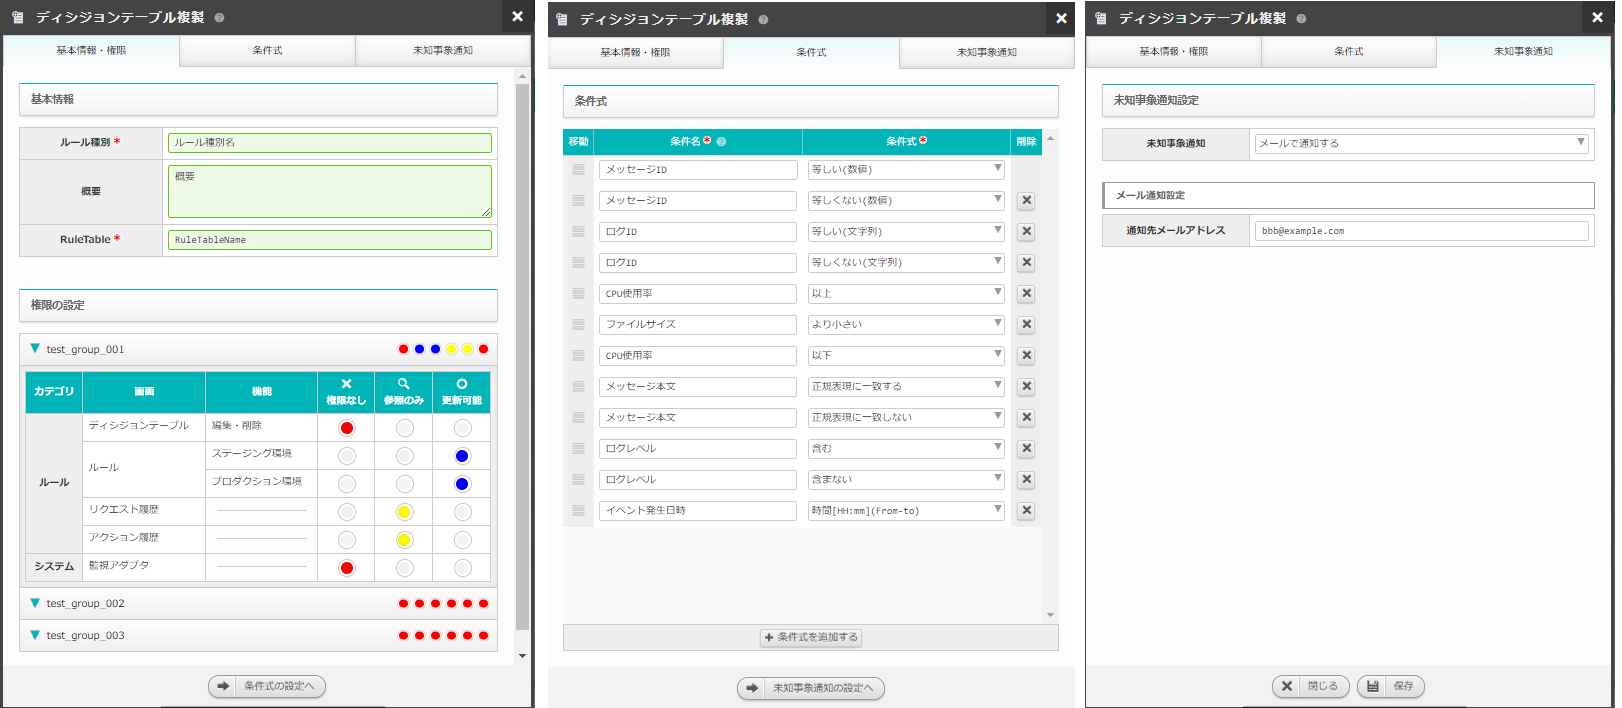 ディシジョンテーブル複製 ?
基本情報・権限 条件式 未知事象通知
基本情報
ルール種別 * ルール種別名
概要 概要
RuleTable * RuleTableName
権限の設定
test_group_001
カテゴリ 画面 機能 権限なし 参照のみ 更新可能
ルール ディシジョンテーブル 編集・削除
ルール ステージング環境
プロダクション環境
リクエスト履歴
アクション履歴
システム 監視アダプタ
test_group_002
test_group_003
条件式の設定へ
ディシジョンテーブル複製 ?
基本情報・権限 条件式 未知事象通知
条件式
移動 条件名 * ? 条件式 * 削除
メッセージID 等しい(数値)
メッセージID 等しくない(数値)
ログID 等しい(文字列)
ログID 等しくない(文字列)
CPU使用率 以上
ファイルサイズ より小さい
CPU使用率 以下
メッセージ本文 正規表現に一致する
メッセージ本文 正規表現に一致しない
ログレベル 含む
ログレベル 含まない
イベント発生日時 時間[HH:mm](From-to)
+ 条件式を追加する
未知事象通知の設定へ
ディシジョンテーブル複製 ?
基本情報・権限 条件式 未知事象通知
未知事象通知設定
未知事象通知 メールで通知する
メール通知設定
通知先メールアドレス bbb@example.com
閉じる 保存